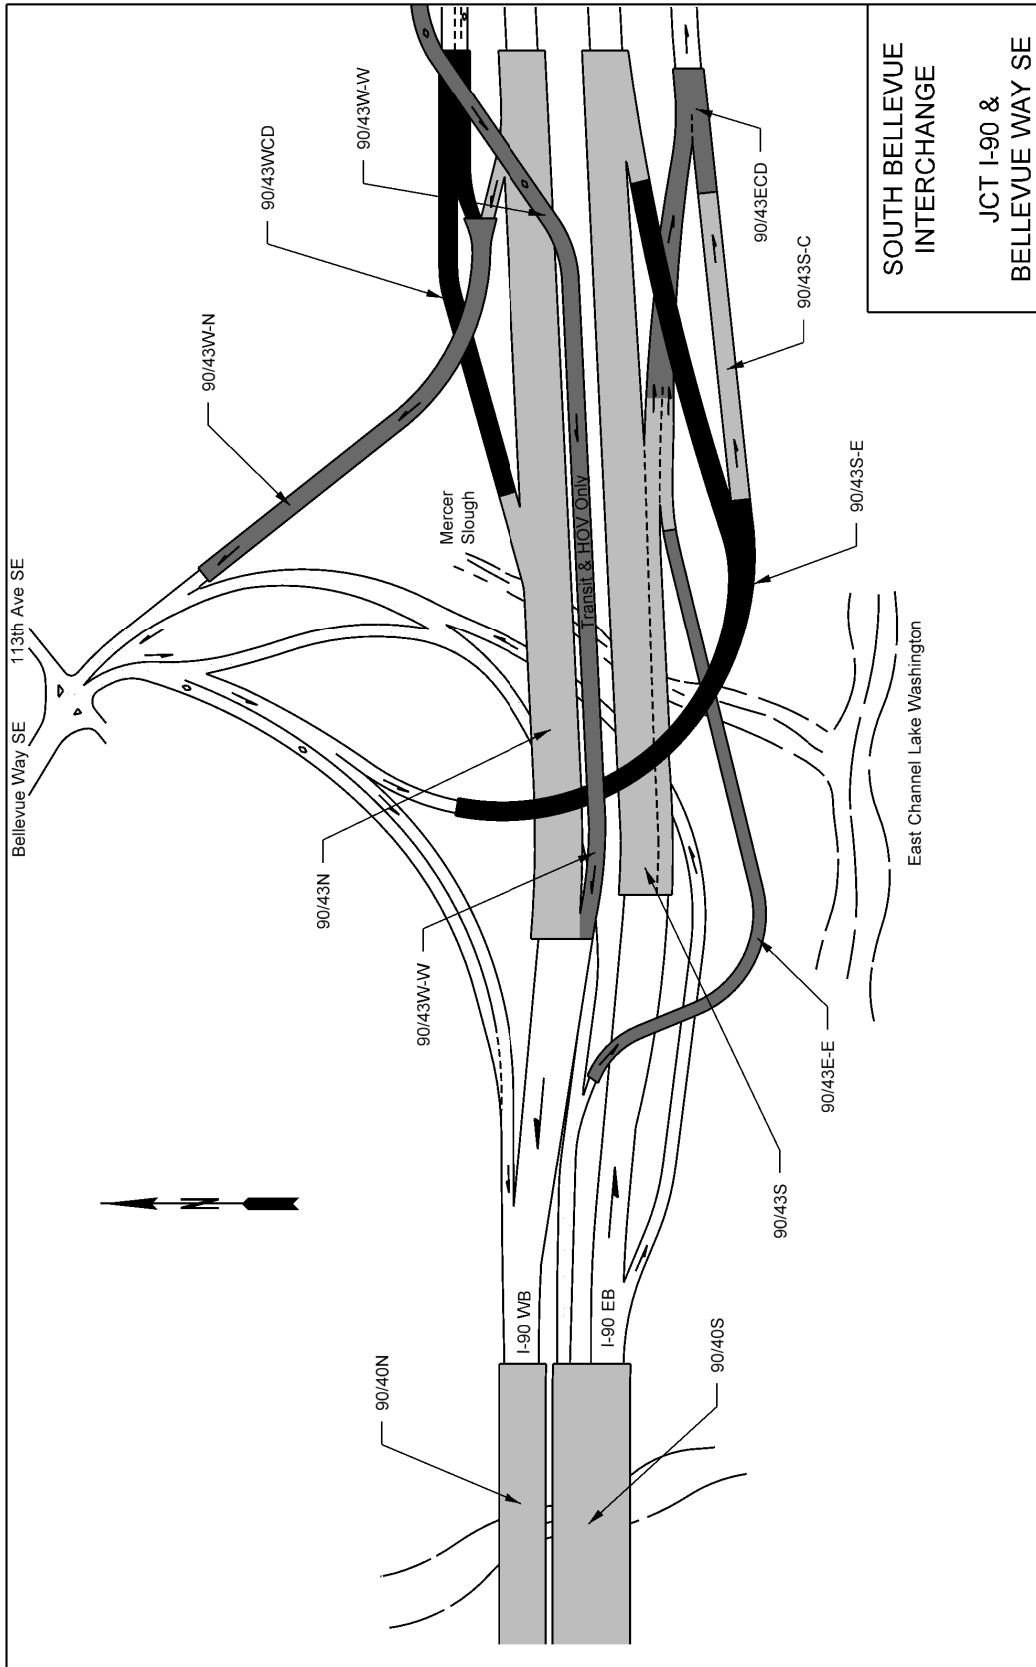 SOUTH BELLEVUE
INTERCHANGE
JCT I-90 &
BELLEVUE WAY SE
Bellevue Way SE
113th Ave SE
90/43W-N
90/43WCD
90/43W-W
Mercer
Slough
90/43N
90/43W-W
Transit & HOV Only
90/40N
I-90 WB
I-90 EB
90/40S
90/43S
90/43E-E
90/43S-E
90/43S-C
90/43ECD
East Channel Lake Washington
N